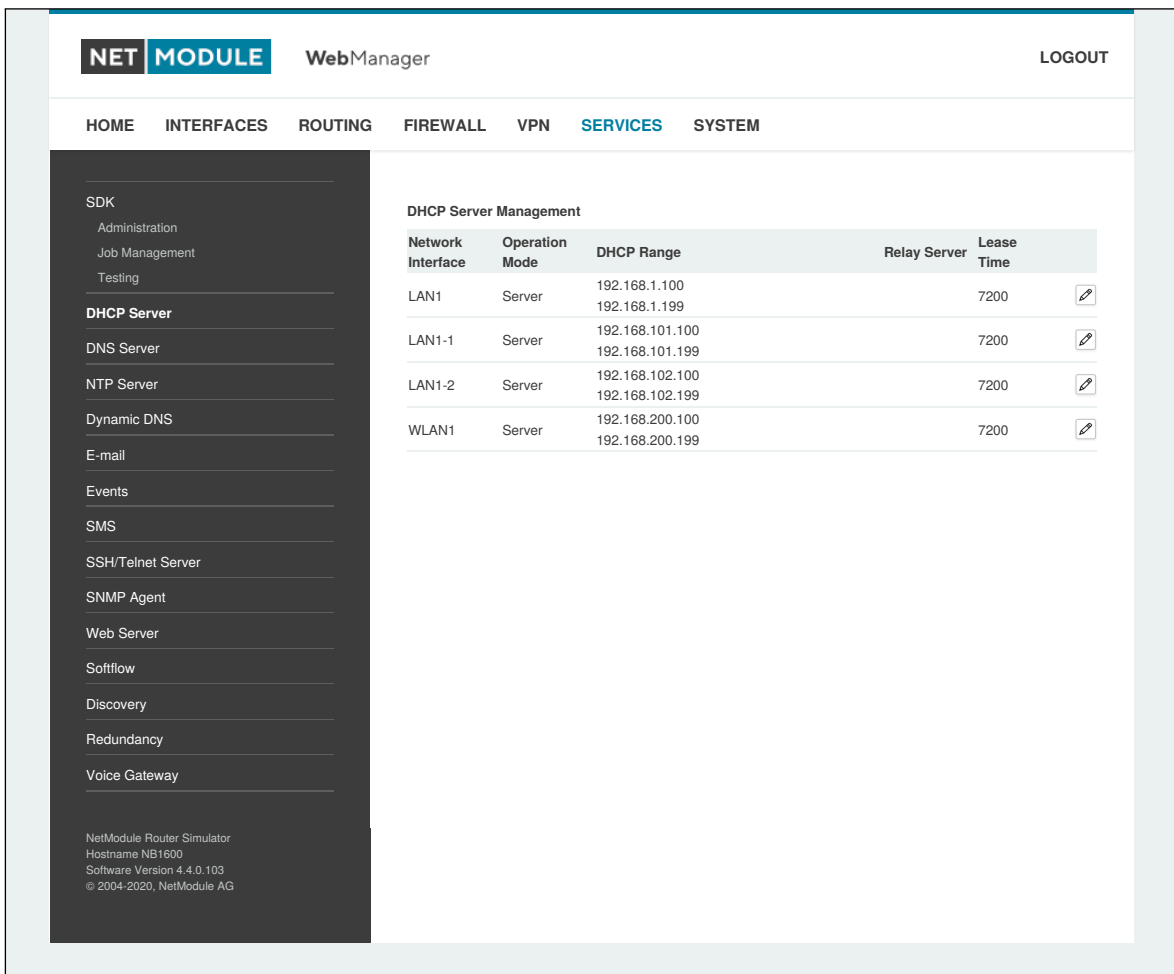 NET MODULE WebManager LOGOUT
HOME INTERFACES ROUTING FIREWALL VPN SERVICES SYSTEM
SDK
Administration
Job Management
Testing
DHCP Server
DNS Server
NTP Server
Dynamic DNS
E-mail
Events
SMS
SSH/Telnet Server
SNMP Agent
Web Server
Softflow
Discovery
Redundancy
Voice Gateway
NetModule Router Simulator
Hostname NB1600
Software Version 4.4.0.103
© 2004-2020, NetModule AG
DHCP Server Management
Network Interface Operation Mode DHCP Range Relay Server Lease Time
LAN1 Server 192.168.1.100 7200
192.168.1.199
LAN1-1 Server 192.168.101.100 7200
192.168.101.199
LAN1-2 Server 192.168.102.100 7200
192.168.102.199
WLAN1 Server 192.168.200.100 7200
192.168.200.199